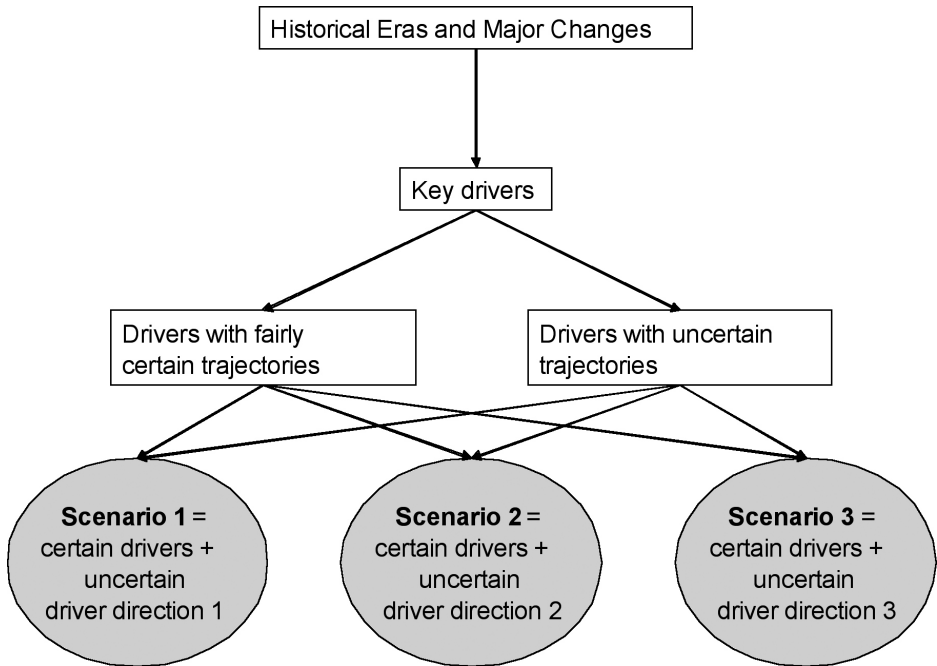 Historical Eras and Major Changes
Key drivers
Drivers with fairly
certain trajectories
Drivers with uncertain
trajectories
Scenario 1 =
certain drivers +
uncertain
driver direction 1
Scenario 2 =
certain drivers +
uncertain
driver direction 2
Scenario 3 =
certain drivers +
uncertain
driver direction 3